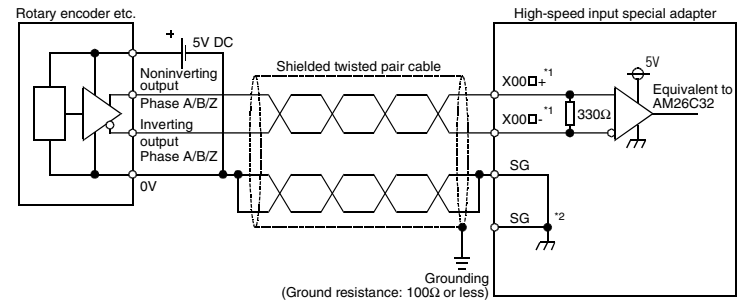 Rotary encoder etc.
High-speed input special adapter
+
5V DC
Shielded twisted pair cable
Noninverting
output
Phase A/B/Z
Inverting
output
Phase A/B/Z
0V
X00□+*1
X00□-*1
330Ω
5V
Equivalent to
AM26C32
SG
SG
*2
Grounding
(Ground resistance: 100Ω or less)